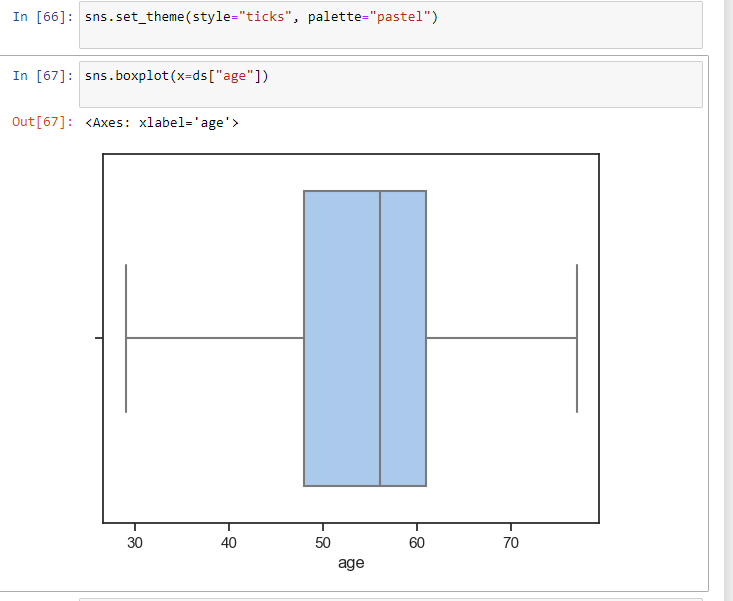 In [66]: sns.set_theme(style="ticks", palette="pastel")
In [67]: sns.boxplot(x=ds["age"])
Out[67]: <Axes: xlabel='age'>
30 40 50 60 70
age